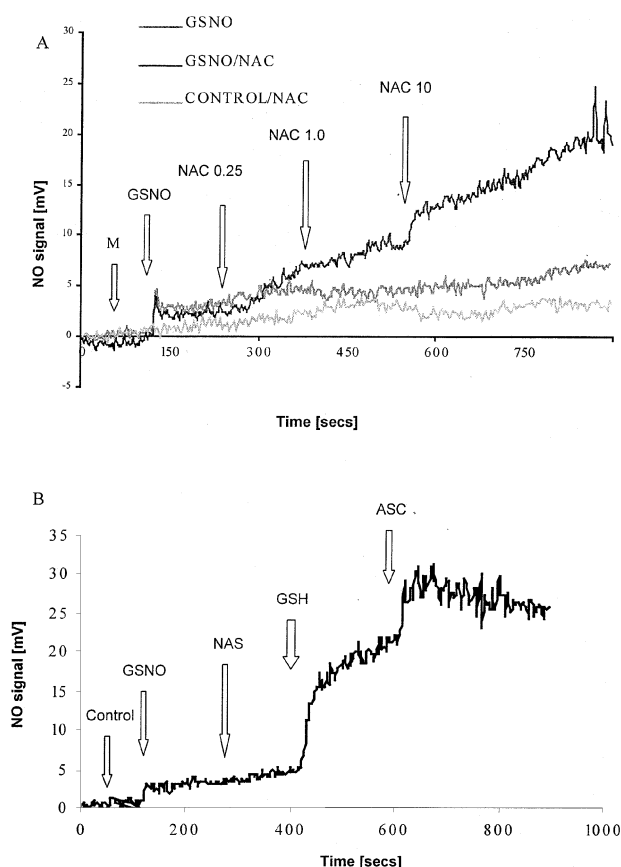 A
GSNO
GSNO/NAC
CONTROL/NAC
NAC 10
NAC 1.0
NAC 0.25
GSNO
M
NO signal [mV]
30
25
20
15
10
5
0
-5
0 150 300 450 600 750
Time [secs]
B
ASC
GSH
NAS
GSNO
Control
NO signal [mV]
35
30
25
20
15
10
5
0
0 200 400 600 800 1000
Time [secs]